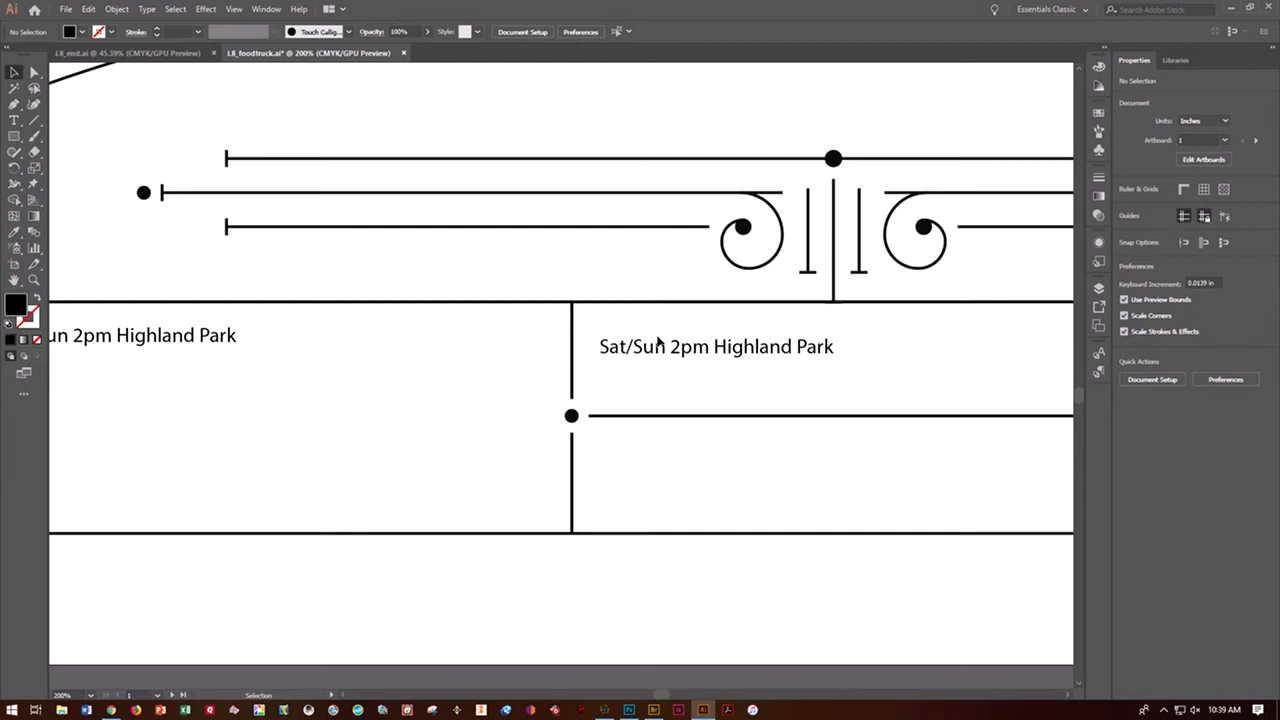 File Edit Object Type Select Effect View Window Help
Essentials Classic
Search Adobe Stock
No Selection Stroke: Touch Callig... Opacity: 100% Style: Document Setup Preferences
L8_end.ai @ 45.39% (CMYK/GPU Preview) × L8_foodtruck.ai* @ 200% (CMYK/GPU Preview) ×
Properties Libraries
No Selection
Document
Units: Inches
Artboard: 1
Edit Artboards
Ruler & Grids
Guides
Snap Options
Preferences
Keyboard Increment: 0.0139 in
Use Preview Bounds
Scale Corners
Scale Strokes & Effects
Quick Actions
Document Setup Preferences
un 2pm Highland Park
Sat/Sun 2pm Highland Park
200% 1 Selection
10:39 AM